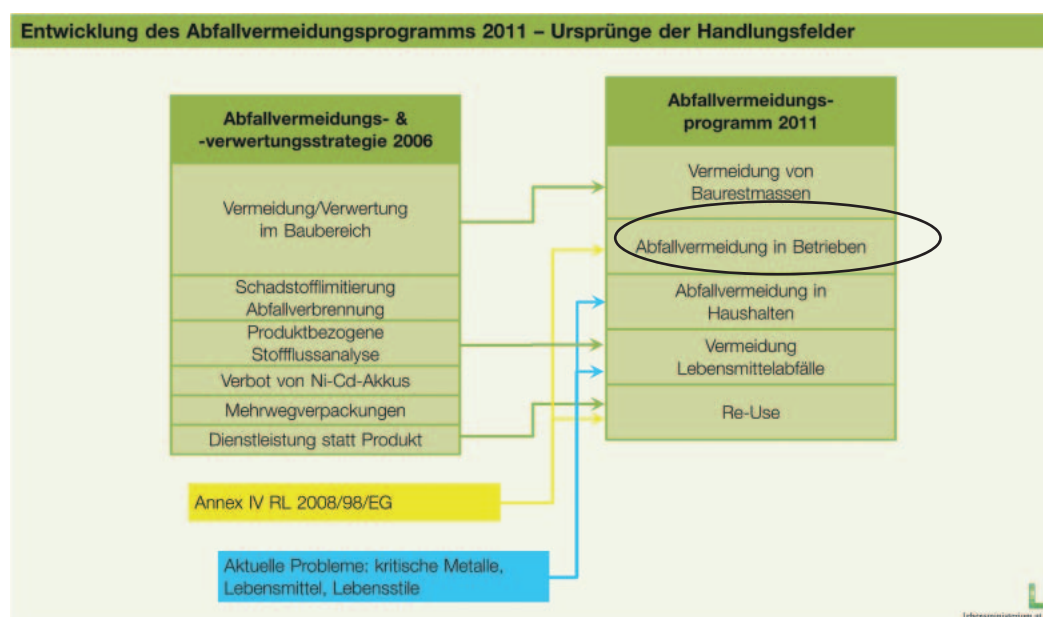 Entwicklung des Abfallvermeidungsprogramms 2011 – Ursprünge der Handlungsfelder
Abfallvermeidungs- &
-verwertungsstrategie 2006
Vermeidung/Verwertung
im Baubereich
Schadstofflimitierung
Abfallverbrennung
Produktbezogene
Stoffflussanalyse
Verbot von Ni-Cd-Akkus
Mehrwegverpackungen
Dienstleistung statt Produkt
Annex IV RL 2008/98/EG
Aktuelle Probleme: kritische Metalle,
Lebensmittel, Lebensstile
Abfallvermeidungs-
programm 2011
Vermeidung von
Baurestmassen
Abfallvermeidung in Betrieben
Abfallvermeidung in
Haushalten
Vermeidung
Lebensmittelabfälle
Re-Use